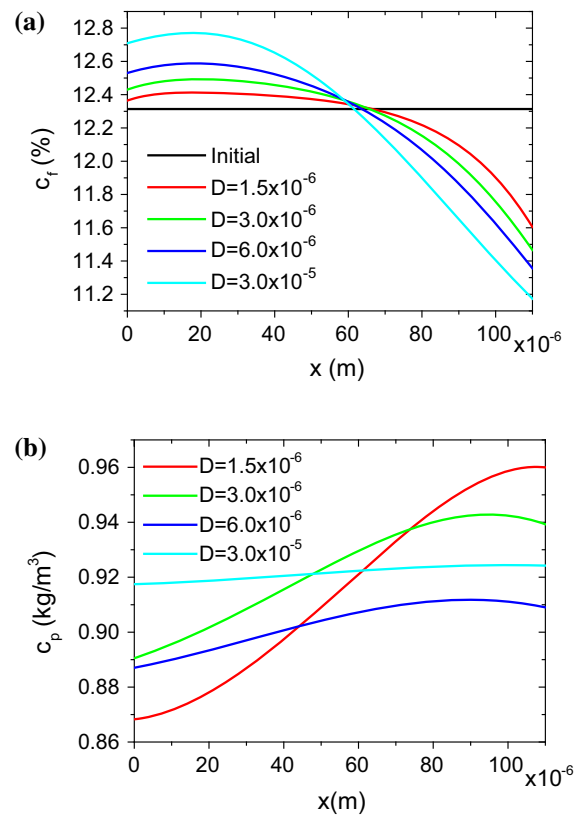 (a)
12.8
12.6
12.4
12.2
12.0
11.8
11.6
11.4
11.2
c_f (%)
Initial
D=1.5x10^-6
D=3.0x10^-6
D=6.0x10^-6
D=3.0x10^-5
0 20 40 60 80 100
x10^-6
x (m)
(b)
0.96
0.94
0.92
0.90
0.88
0.86
c_p (kg/m^3)
D=1.5x10^-6
D=3.0x10^-6
D=6.0x10^-6
D=3.0x10^-5
0 20 40 60 80 100
x10^-6
x(m)